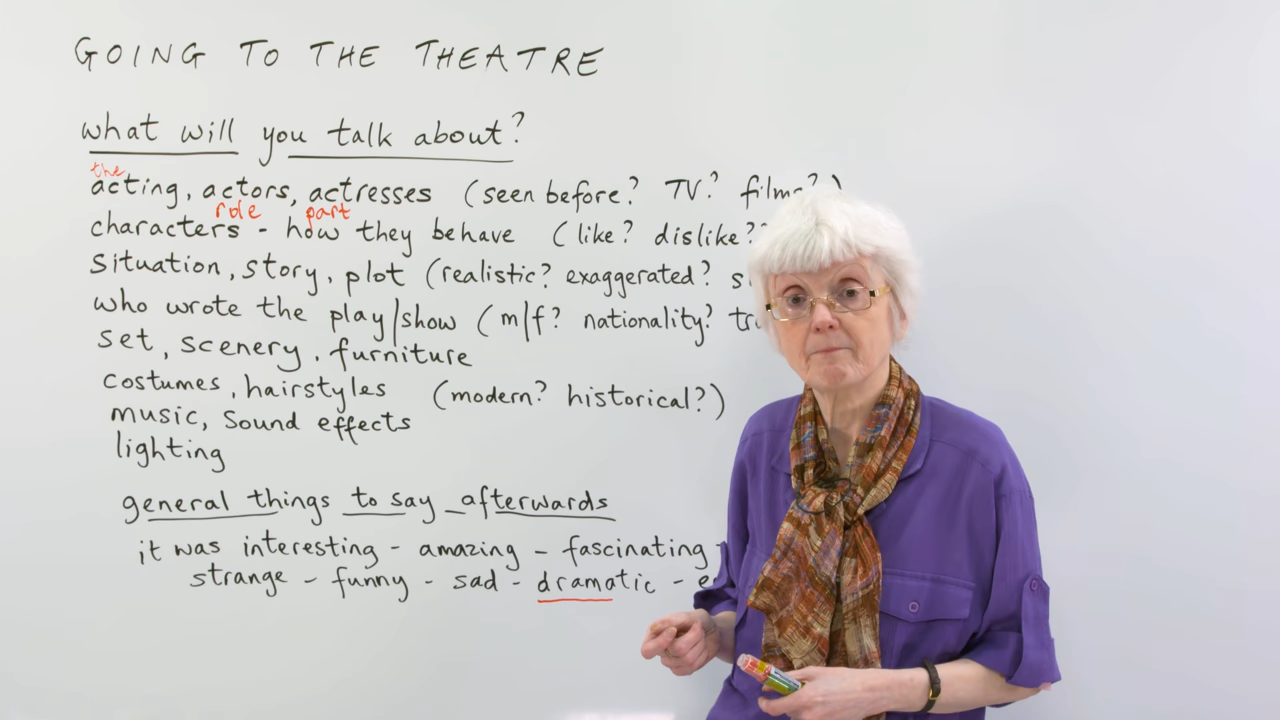 GOING TO THE THEATRE
what will you talk about?
the
acting, actors, actresses (seen before? TV? films?)
role part
characters - how they behave (like? dislike??
situation, story, plot (realistic? exaggerated?
who wrote the play/show (m/f? nationality?
set, scenery, furniture
costumes, hairstyles (modern? historical?)
music, sound effects
lighting
general things to say afterwards
it was interesting - amazing - fascinating -
strange - funny - sad - dramatic -